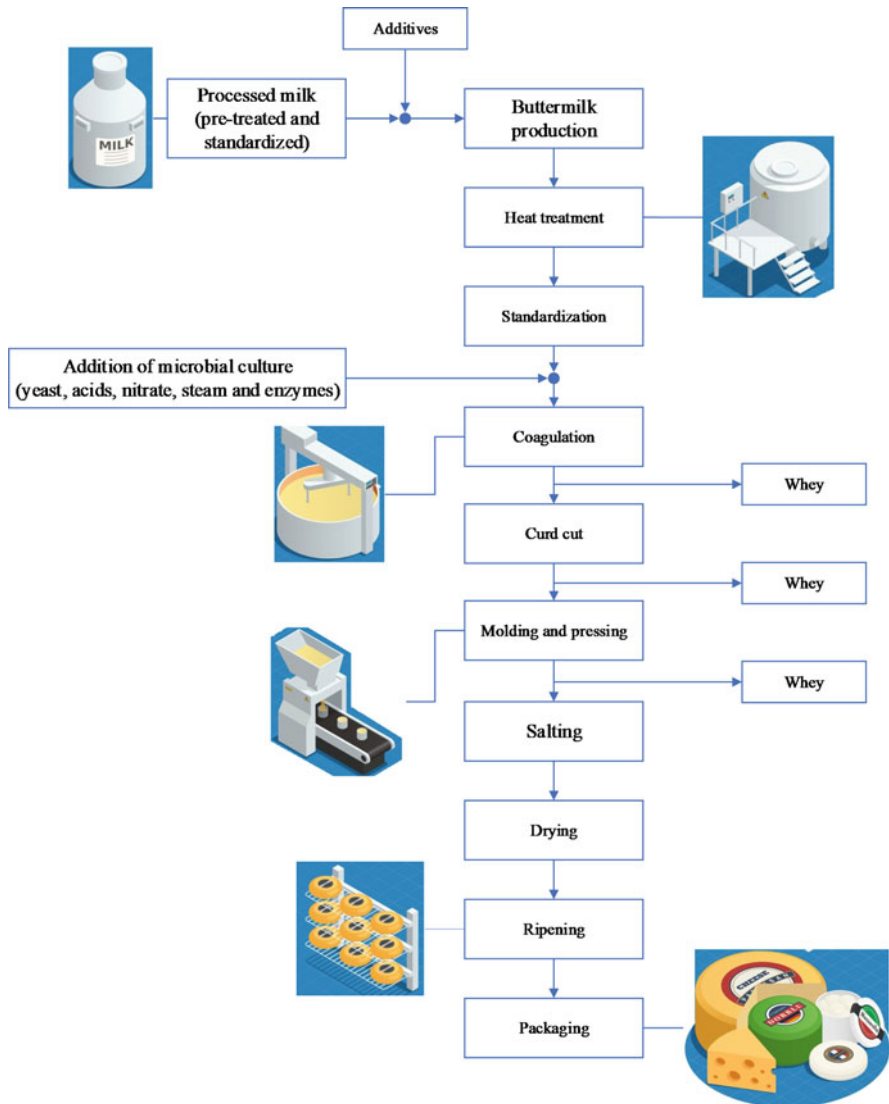 Additives
Processed milk
(pre-treated and
standardized)
MILK
Buttermilk
production
Heat treatment
Standardization
Addition of microbial culture
(yeast, acids, nitrate, steam and enzymes)
Coagulation
Whey
Curd cut
Whey
Molding and pressing
Whey
Salting
Drying
Ripening
Packaging